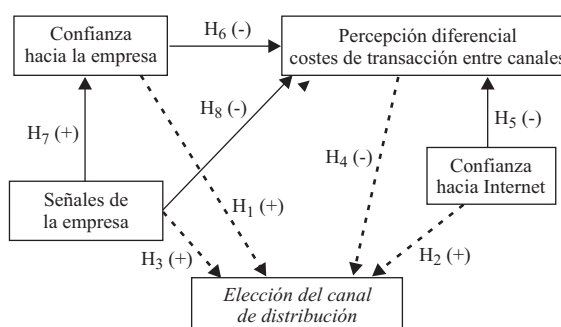 Confianza
hacia la empresa
H6 (-)
Percepción diferencial
costes de transacción entre canales
H8 (-)
H7 (+)
H5 (-)
H4 (-)
Confianza
hacia Internet
Señales de
la empresa
H1 (+)
H3 (+)
H2 (+)
Elección del canal
de distribución